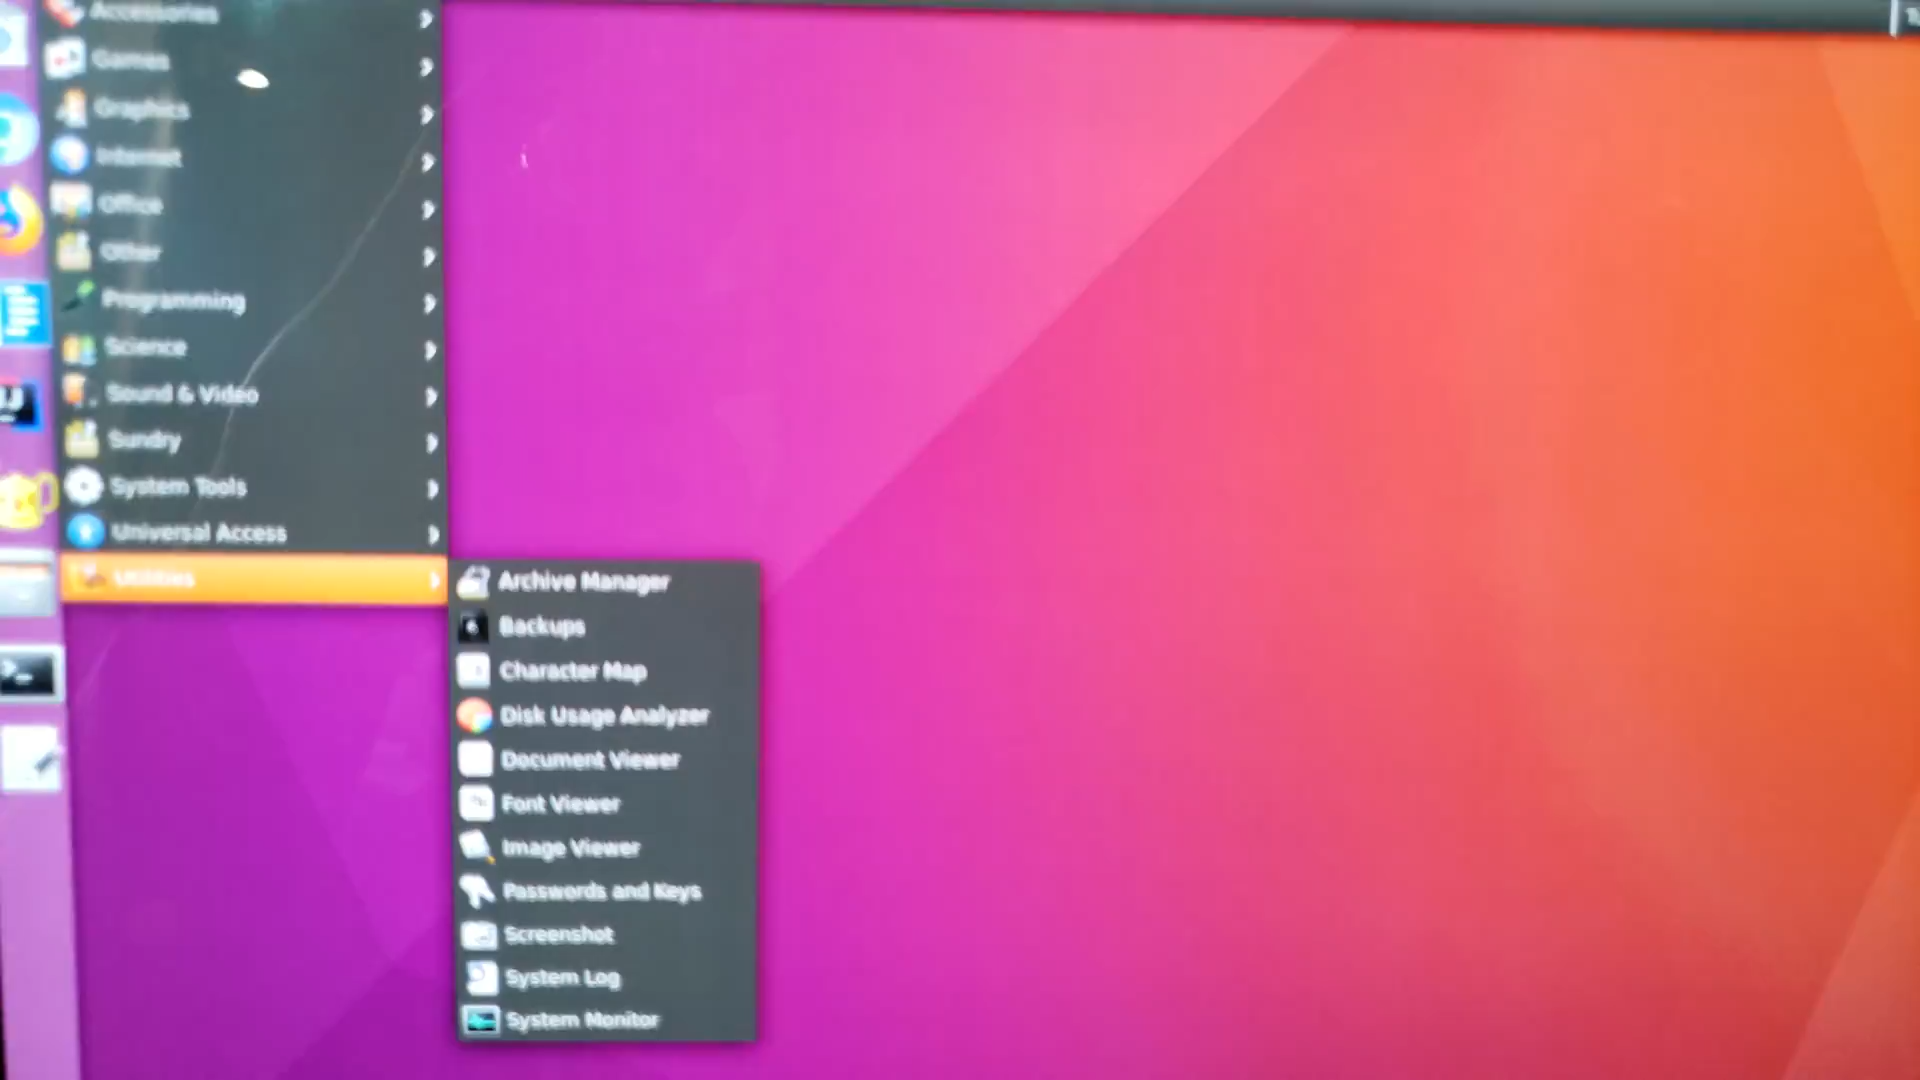 Accessories
Games
Graphics
Internet
Office
Other
Programming
Science
Sound & Video
Sundry
System Tools
Universal Access
Utilities
Archive Manager
Backups
Character Map
Disk Usage Analyzer
Document Viewer
Font Viewer
Image Viewer
Passwords and Keys
Screenshot
System Log
System Monitor